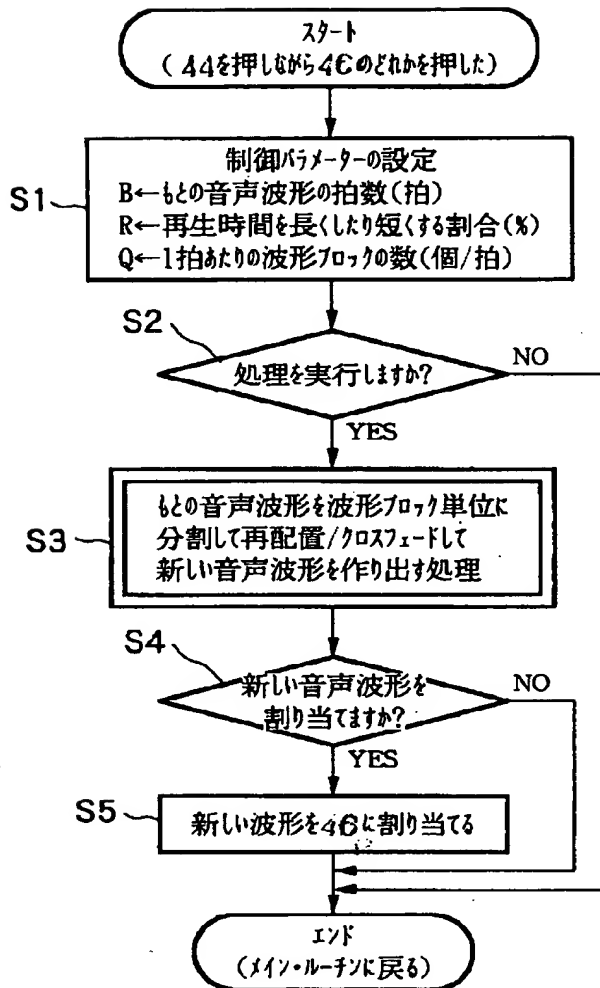 スタート
(44を押しながら46のどれかを押した)
S1
制御パラメーターの設定
B←もとの音声波形の拍数(拍)
R←再生時間を長くしたり短くする割合(%)
Q←1拍あたりの波形ブロックの数(個/拍)
S2
処理を実行しますか?
NO
YES
S3
もとの音声波形を波形ブロック単位に
分割して再配置/クロスフェードして
新しい音声波形を作り出す処理
S4
新しい音声波形を
割り当てますか?
NO
YES
S5
新しい波形を46に割り当てる
エンド
(メイン・ルーチンに戻る)